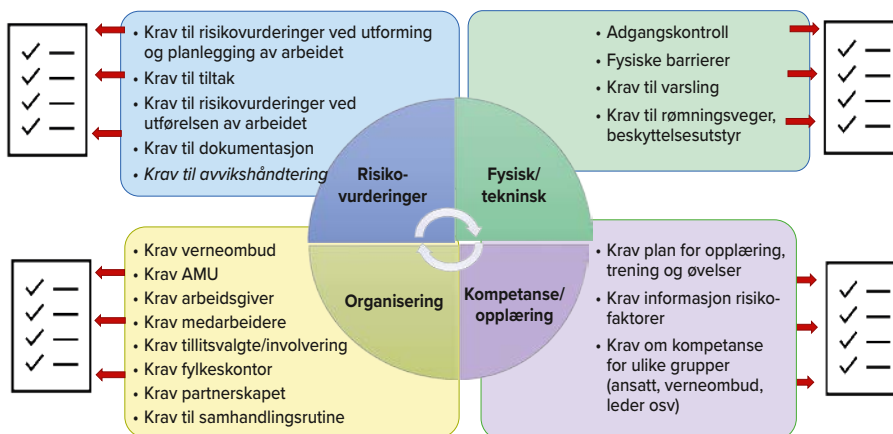 • Krav til risikovurderinger ved utforming
og planlegging av arbeidet
• Krav til tiltak
• Krav til risikovurderinger ved
utførelsen av arbeidet
• Krav til dokumentasjon
• Krav til avvikshåndtering
• Adgangskontroll
• Fysiske barrierer
• Krav til varsling
• Krav til rømningsveger,
beskyttelsesutstyr
Risiko-
vurderinger
Fysisk/
tekninsk
Organisering
Kompetanse/
opplæring
• Krav verneombud
• Krav AMU
• Krav arbeidsgiver
• Krav medarbeidere
• Krav tillitsvalgte/involvering
• Krav fylkeskontor
• Krav partnerskapet
• Krav til samhandlingsrutine
• Krav plan for opplæring,
trening og øvelser
• Krav informasjon risiko-
faktorer
• Krav om kompetanse
for ulike grupper
(ansatt, verneombud,
leder osv)